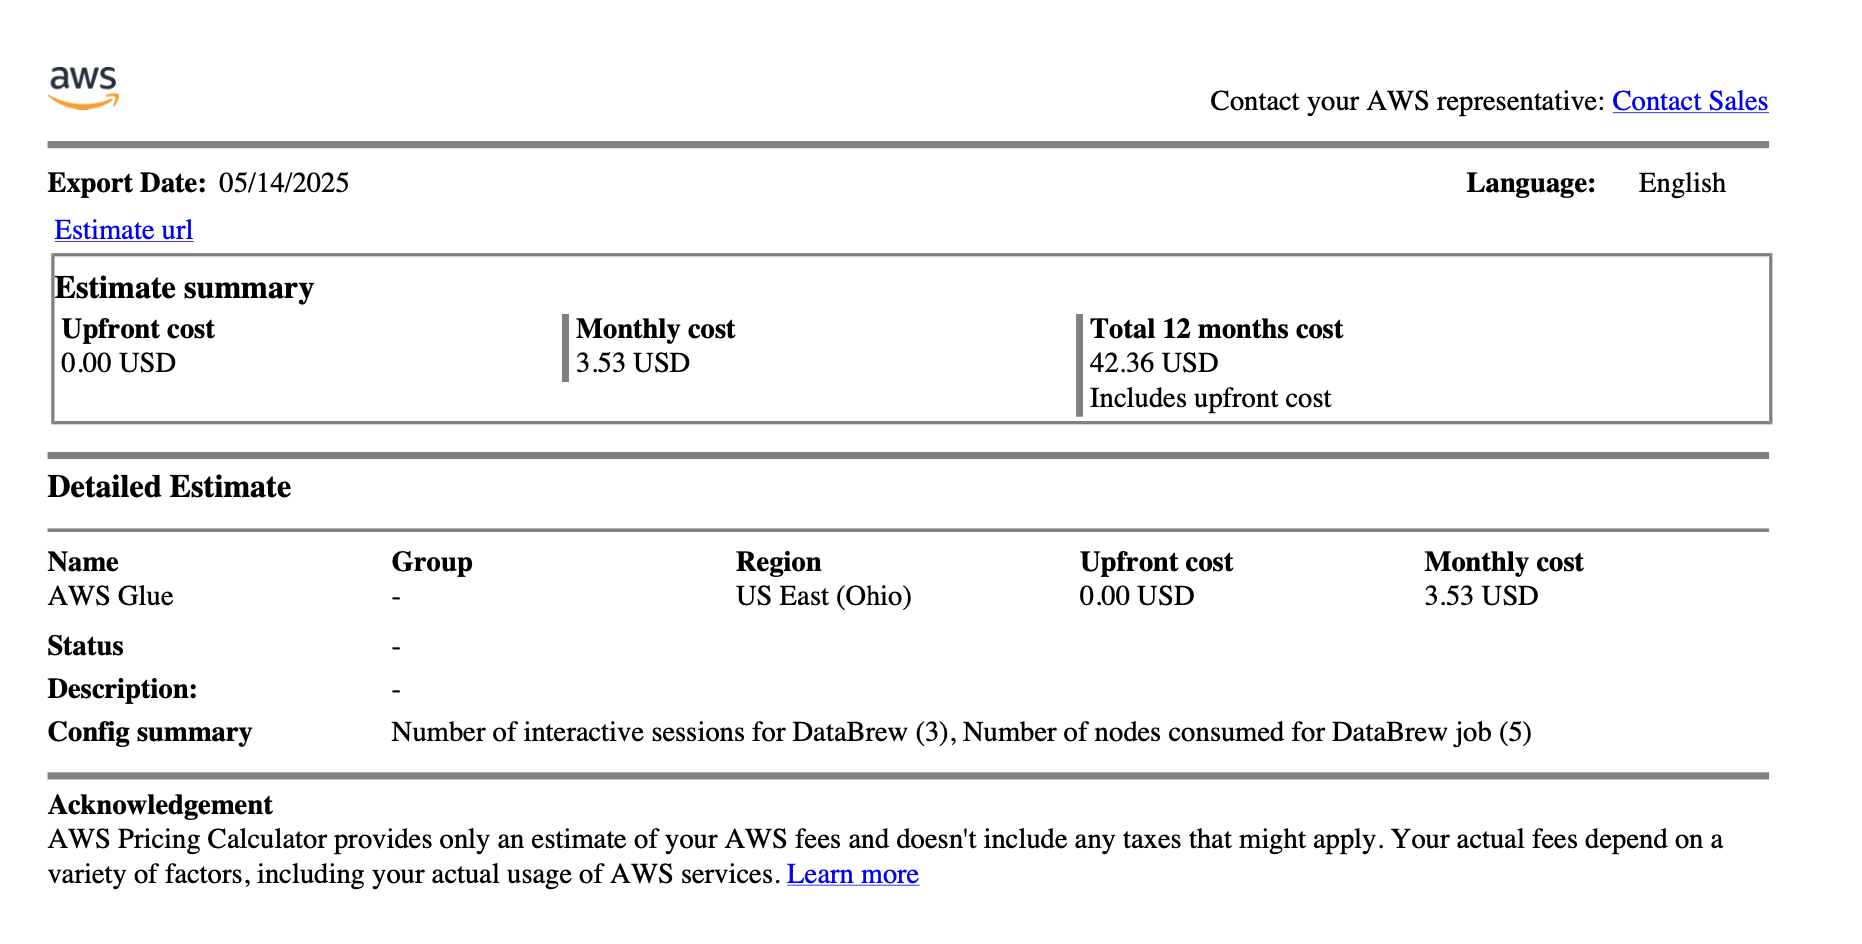 aws
Contact your AWS representative: Contact Sales
Export Date: 05/14/2025 Language: English
Estimate url
Estimate summary
Upfront cost Monthly cost Total 12 months cost
0.00 USD 3.53 USD 42.36 USD
Includes upfront cost
Detailed Estimate
Name Group Region Upfront cost Monthly cost
AWS Glue - US East (Ohio) 0.00 USD 3.53 USD
Status -
Description: -
Config summary Number of interactive sessions for DataBrew (3), Number of nodes consumed for DataBrew job (5)
Acknowledgement
AWS Pricing Calculator provides only an estimate of your AWS fees and doesn't include any taxes that might apply. Your actual fees depend on a
variety of factors, including your actual usage of AWS services. Learn more